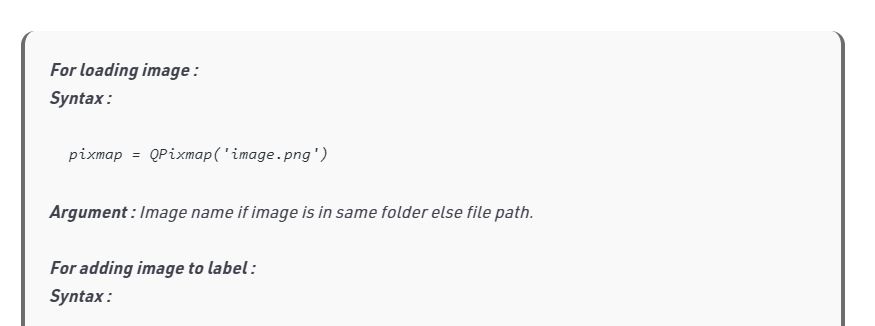 For loading image :
Syntax :
pixmap = QPixmap('image.png')
Argument : Image name if image is in same folder else file path.
For adding image to label :
Syntax :